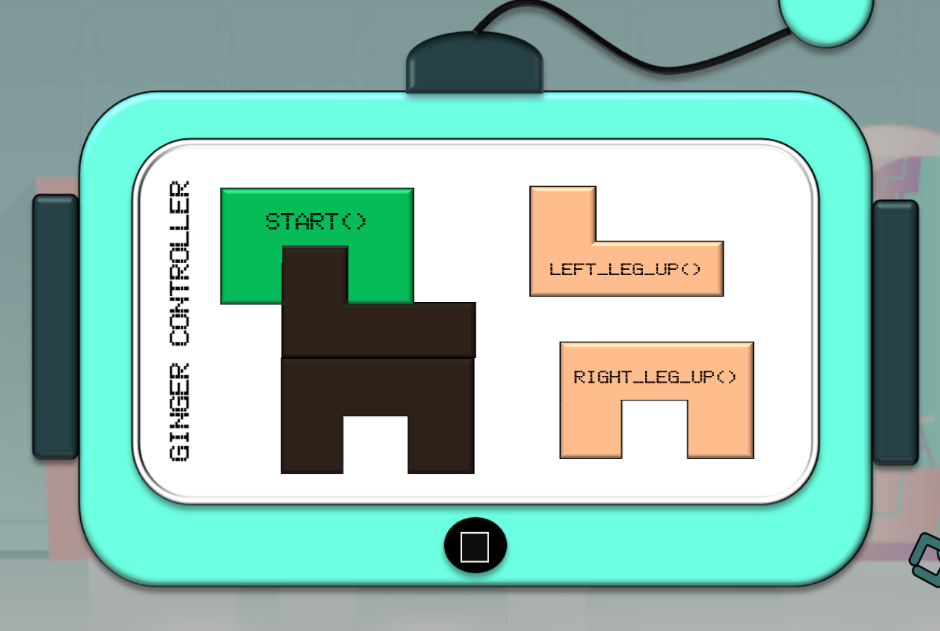 GINGER CONTROLLER
START()
LEFT_LEG_UP()
RIGHT_LEG_UP()